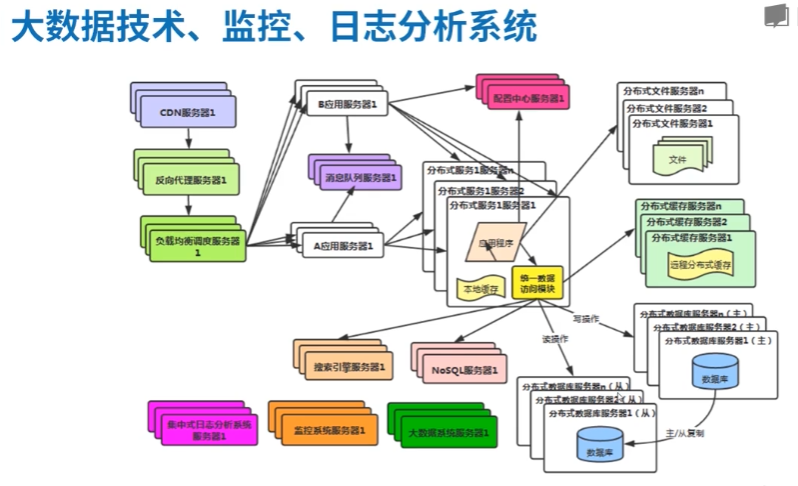 大数据技术、监控、日志分析系统
CDN服务器1
反向代理服务器1
负载均衡调度服务器
1
B应用服务器1
消息队列服务器1
A应用服务器1
配置中心服务器1
分布式服务1服务器n
分布式服务1服务器2
分布式服务1服务器1
应用程序
本地缓存
统一数据
访问模块
分布式文件服务器n
分布式文件服务器2
分布式文件服务器1
文件
分布式缓存服务器n
分布式缓存服务器2
分布式缓存服务器1
远程分布式缓存
写操作
读操作
分布式数据库服务器n（主）
分布式数据库服务器2（主）
分布式数据库服务器1（主）
数据库
主/从复制
搜索引擎服务器1
NoSQL服务器1
分布式数据库服务器n（从）
分布式数据库服务器2（从）
分布式数据库服务器1（从）
数据库
集中式日志分析系统
服务器1
监控系统服务器1
大数据系统服务器1